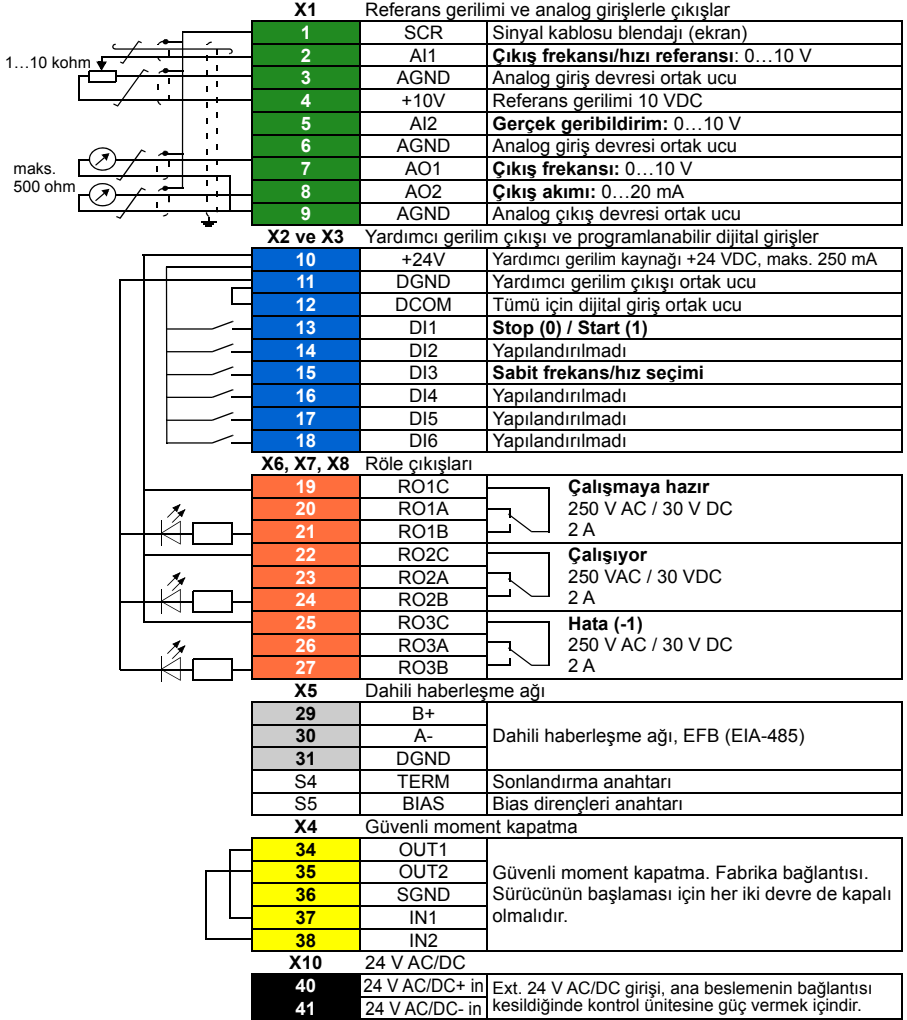 X1 Referans gerilimi ve analog girişlerle çıkışlar
1 SCR Sinyal kablosu blendajı (ekran)
2 AI1 Çıkış frekansı/hızı referansı: 0…10 V
1…10 kohm
3 AGND Analog giriş devresi ortak ucu
4 +10V Referans gerilimi 10 VDC
5 AI2 Gerçek geribildirim: 0…10 V
6 AGND Analog giriş devresi ortak ucu
7 AO1 Çıkış frekansı: 0…10 V
maks.
500 ohm
8 AO2 Çıkış akımı: 0…20 mA
9 AGND Analog çıkış devresi ortak ucu
X2 ve X3 Yardımcı gerilim çıkışı ve programlanabilir dijital girişler
10 +24V Yardımcı gerilim kaynağı +24 VDC, maks. 250 mA
11 DGND Yardımcı gerilim çıkışı ortak ucu
12 DCOM Tümü için dijital giriş ortak ucu
13 DI1 Stop (0) / Start (1)
14 DI2 Yapılandırılmadı
15 DI3 Sabit frekans/hız seçimi
16 DI4 Yapılandırılmadı
17 DI5 Yapılandırılmadı
18 DI6 Yapılandırılmadı
X6, X7, X8 Röle çıkışları
19 RO1C Çalışmaya hazır
20 RO1A 250 V AC / 30 V DC
21 RO1B 2 A
22 RO2C Çalışıyor
23 RO2A 250 VAC / 30 VDC
24 RO2B 2 A
25 RO3C Hata (-1)
26 RO3A 250 V AC / 30 V DC
27 RO3B 2 A
X5 Dahili haberleşme ağı
29 B+
30 A- Dahili haberleşme ağı, EFB (EIA-485)
31 DGND
S4 TERM Sonlandırma anahtarı
S5 BIAS Bias dirençleri anahtarı
X4 Güvenli moment kapatma
34 OUT1
35 OUT2 Güvenli moment kapatma. Fabrika bağlantısı.
36 SGND Sürücünün başlaması için her iki devre de kapalı
37 IN1 olmalıdır.
38 IN2
X10 24 V AC/DC
40 24 V AC/DC+ in Ext. 24 V AC/DC girişi, ana beslemenin bağlantısı
41 24 V AC/DC- in kesildiğinde kontrol ünitesine güç vermek içindir.